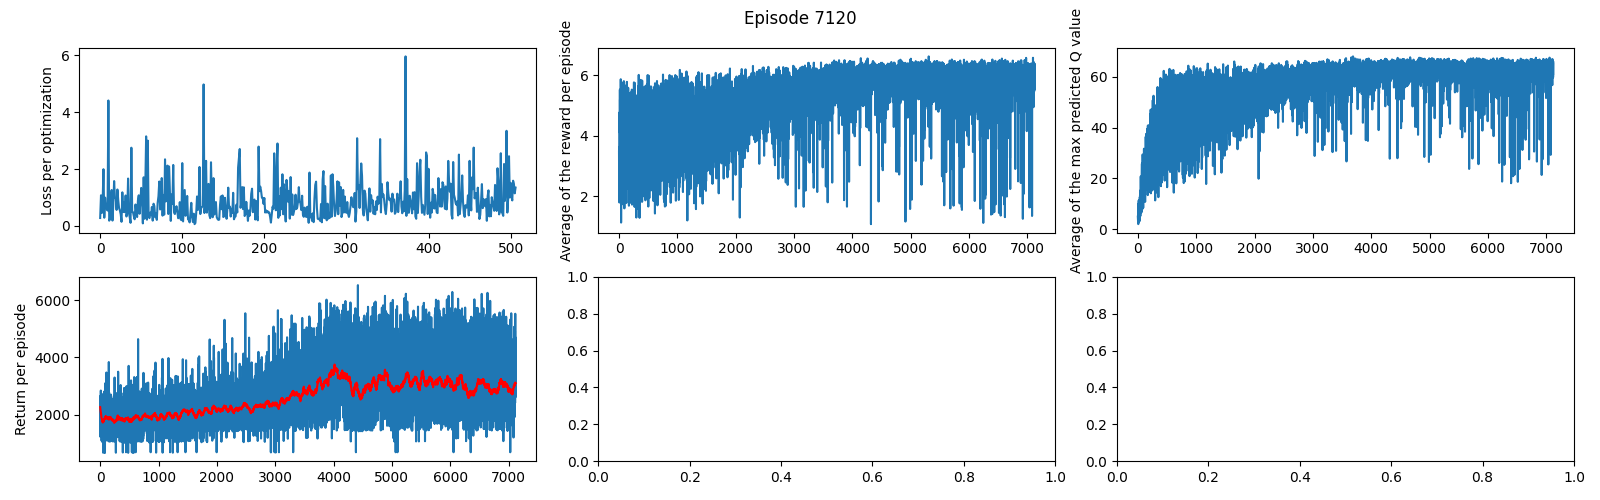 Episode 7120
Loss per optimization
6
4
2
0
0 100 200 300 400 500
Average of the reward per episode
6
4
2
0 1000 2000 3000 4000 5000 6000 7000
Average of the max predicted Q value
60
40
20
0
0 1000 2000 3000 4000 5000 6000 7000
Return per episode
6000
4000
2000
0 1000 2000 3000 4000 5000 6000 7000
1.0
0.8
0.6
0.4
0.2
0.0
0.0 0.2 0.4 0.6 0.8 1.0
1.0
0.8
0.6
0.4
0.2
0.0
0.0 0.2 0.4 0.6 0.8 1.0